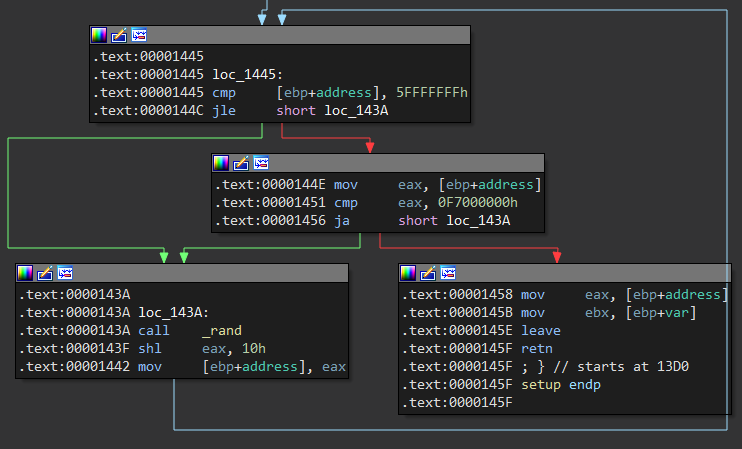 .text:00001445
.text:00001445 loc_1445:
.text:00001445 cmp     [ebp+address], 5FFFFFFFh
.text:0000144C jle     short loc_143A
.text:0000144E mov     eax, [ebp+address]
.text:00001451 cmp     eax, 0F7000000h
.text:00001456 ja      short loc_143A
.text:0000143A
.text:0000143A loc_143A:
.text:0000143A call    _rand
.text:0000143F shl     eax, 10h
.text:00001442 mov     [ebp+address], eax
.text:00001458 mov     eax, [ebp+address]
.text:0000145B mov     ebx, [ebp+var]
.text:0000145E leave
.text:0000145F retn
.text:0000145F ; } // starts at 13D0
.text:0000145F setup endp
.text:0000145F